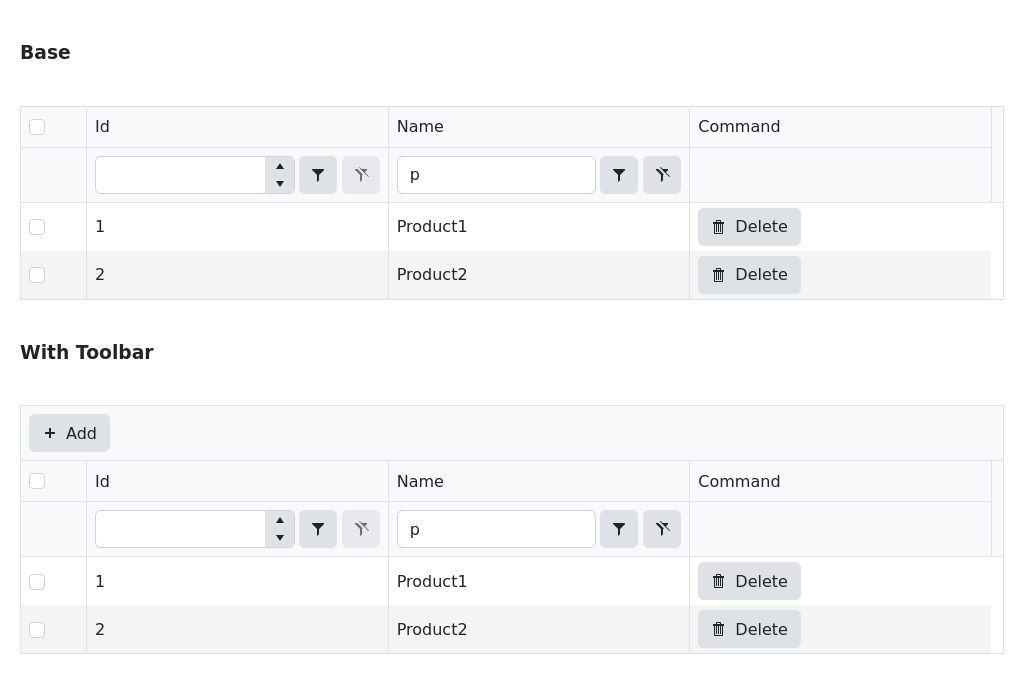 Base
Id Name Command
p
1 Product1 Delete
2 Product2 Delete
With Toolbar
Add
Id Name Command
p
1 Product1 Delete
2 Product2 Delete